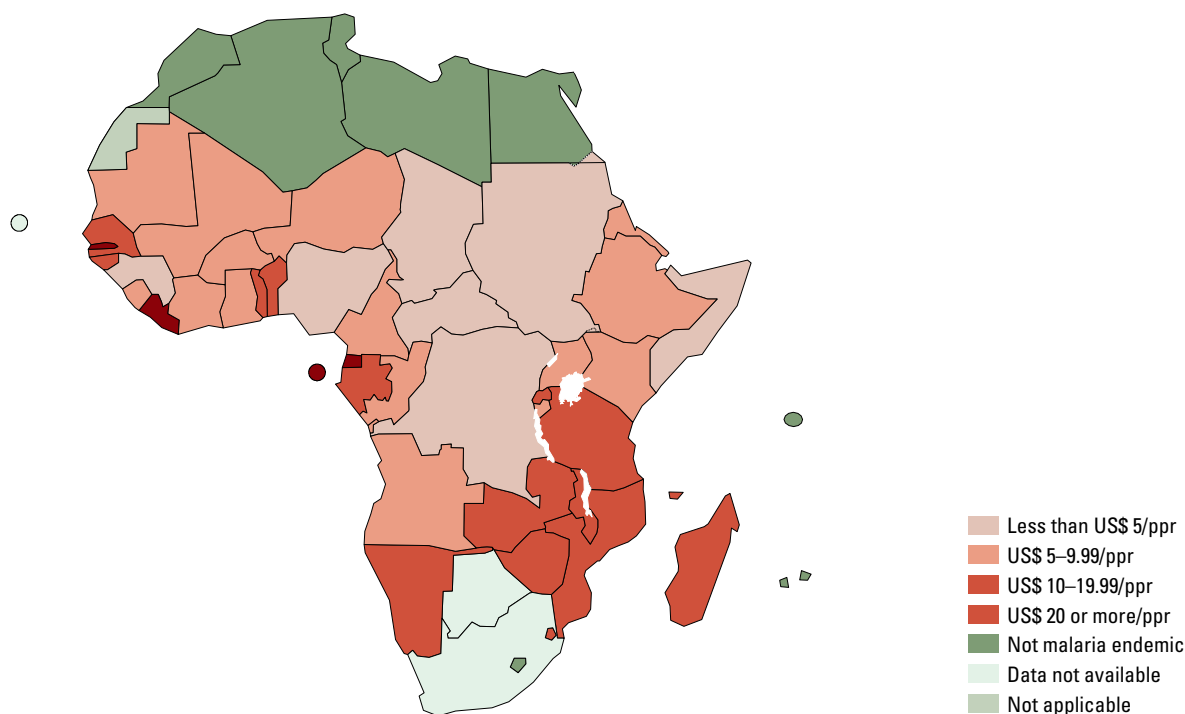 Less than US$ 5/ppr
US$ 5–9.99/ppr
US$ 10–19.99/ppr
US$ 20 or more/ppr
Not malaria endemic
Data not available
Not applicable